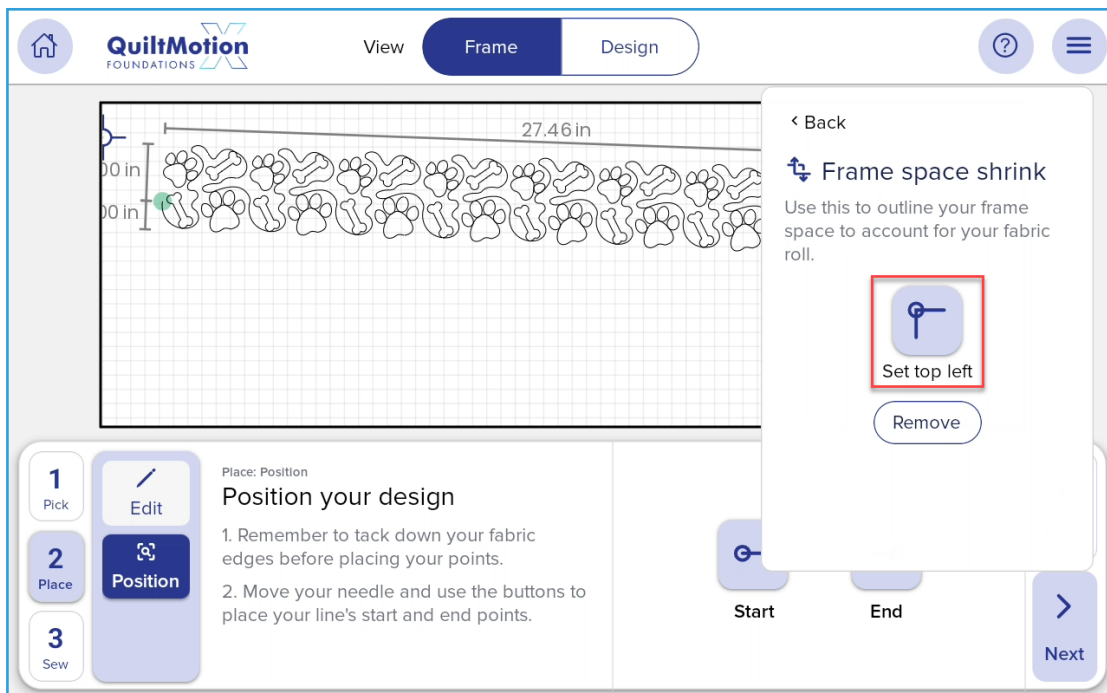 QuiltMotion
FOUNDATIONS
View
Frame
Design
27.46 in
00 in
00 in
< Back
Frame space shrink
Use this to outline your frame
space to account for your fabric
roll.
Set top left
Remove
1
Pick
2
Place
3
Sew
Edit
Position
Place: Position
Position your design
1. Remember to tack down your fabric
edges before placing your points.
2. Move your needle and use the buttons to
place your line's start and end points.
Start
End
Next